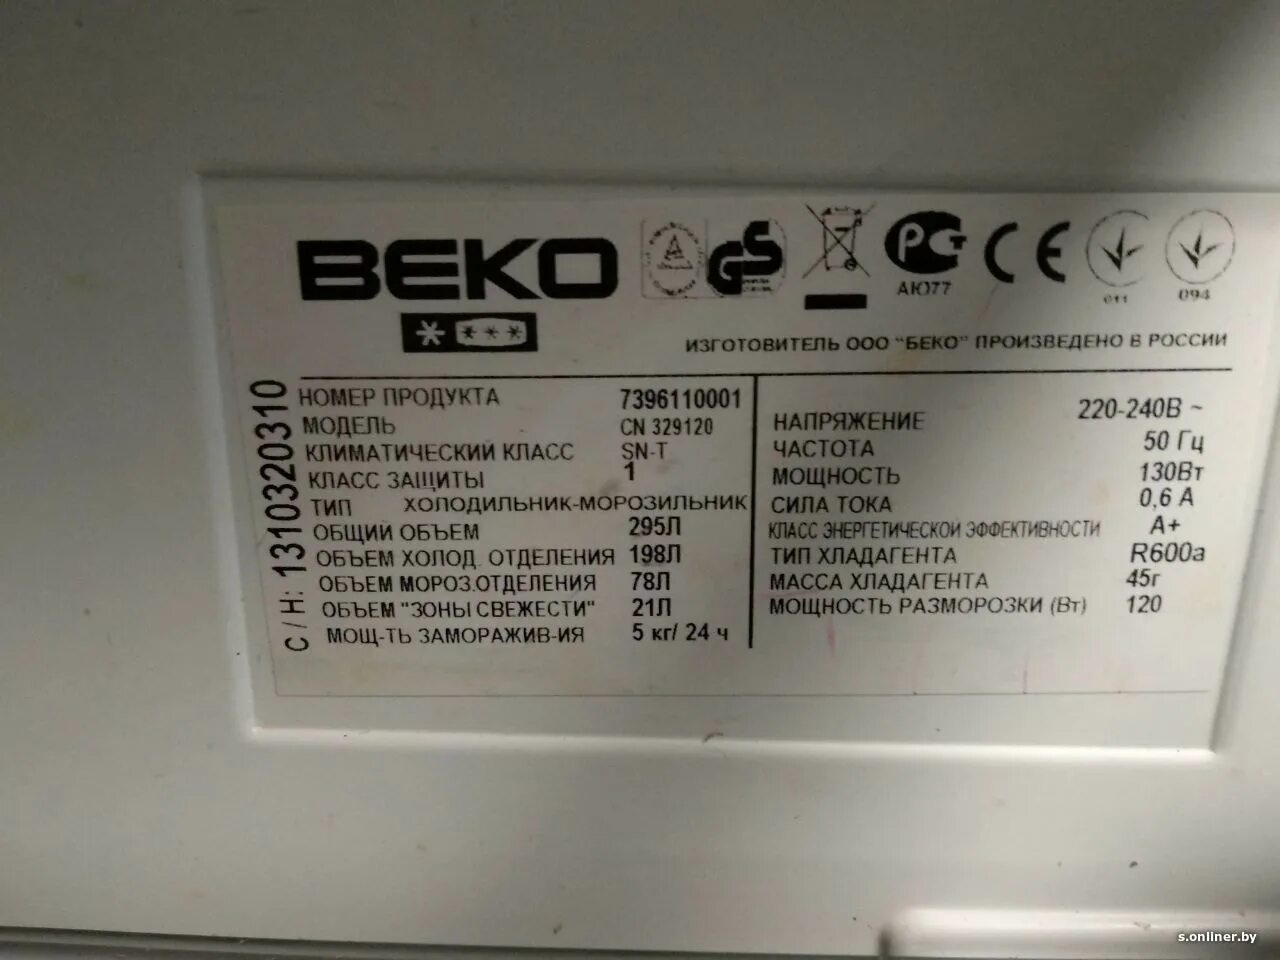 BEKO
GS
PG
АЮ77
CE
011
094
ИЗГОТОВИТЕЛЬ ООО "БЕКО" ПРОИЗВЕДЕНО В РОССИИ
С / Н: 1310320310
НОМЕР ПРОДУКТА 7396110001
МОДЕЛЬ CN 329120
КЛИМАТИЧЕСКИЙ КЛАСС SN-T
КЛАСС ЗАЩИТЫ 1
ТИП ХОЛОДИЛЬНИК-МОРОЗИЛЬНИК
ОБЩИЙ ОБЪЕМ 295Л
ОБЪЕМ ХОЛОД. ОТДЕЛЕНИЯ 198Л
ОБЪЕМ МОРОЗ.ОТДЕЛЕНИЯ 78Л
ОБЪЕМ "ЗОНЫ СВЕЖЕСТИ" 21Л
МОЩ-ТЬ ЗАМОРАЖИВ-ИЯ 5 кг/ 24 ч
НАПРЯЖЕНИЕ 220-240В ~
ЧАСТОТА 50 Гц
МОЩНОСТЬ 130Вт
СИЛА ТОКА 0,6 А
КЛАСС ЭНЕРГЕТИЧЕСКОЙ ЭФФЕКТИВНОСТИ А+
ТИП ХЛАДАГЕНТА R600a
МАССА ХЛАДАГЕНТА 45г
МОЩНОСТЬ РАЗМОРОЗКИ (Вт) 120
s.onliner.by